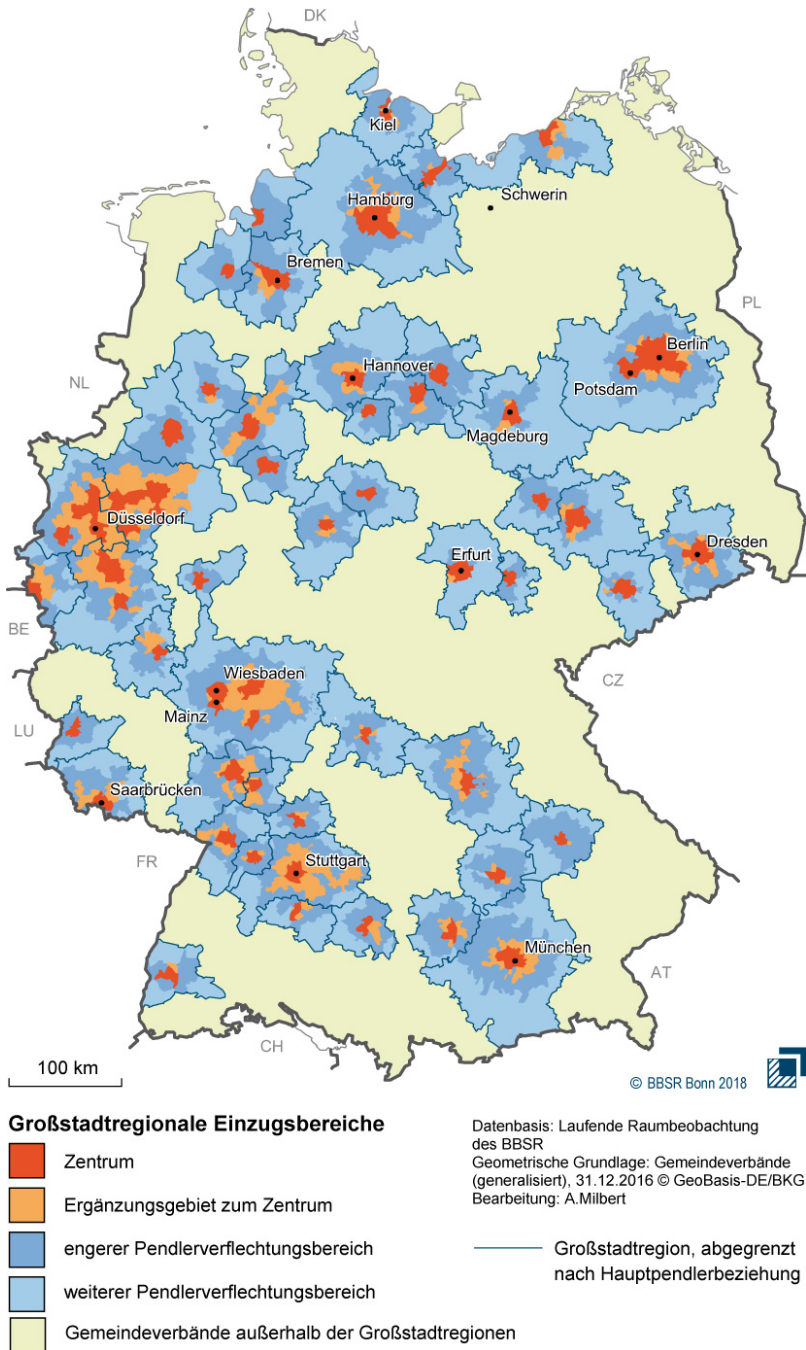 DK
Kiel
Schwerin
Hamburg
Bremen
PL
Berlin
Hannover
Potsdam
NL
Magdeburg
Düsseldorf
Dresden
Erfurt
BE
CZ
Wiesbaden
Mainz
LU
Saarbrücken
FR
Stuttgart
München
AT
CH
100 km
© BBSR Bonn 2018
Großstadtregionale Einzugsbereiche
Zentrum
Ergänzungsgebiet zum Zentrum
engerer Pendlerverflechtungsbereich
weiterer Pendlerverflechtungsbereich
Gemeindeverbände außerhalb der Großstadtregionen
Datenbasis: Laufende Raumbeobachtung
des BBSR
Geometrische Grundlage: Gemeindeverbände
(generalisiert), 31.12.2016 © GeoBasis-DE/BKG
Bearbeitung: A.Milbert
Großstadtregion, abgegrenzt
nach Hauptpendlerbeziehung